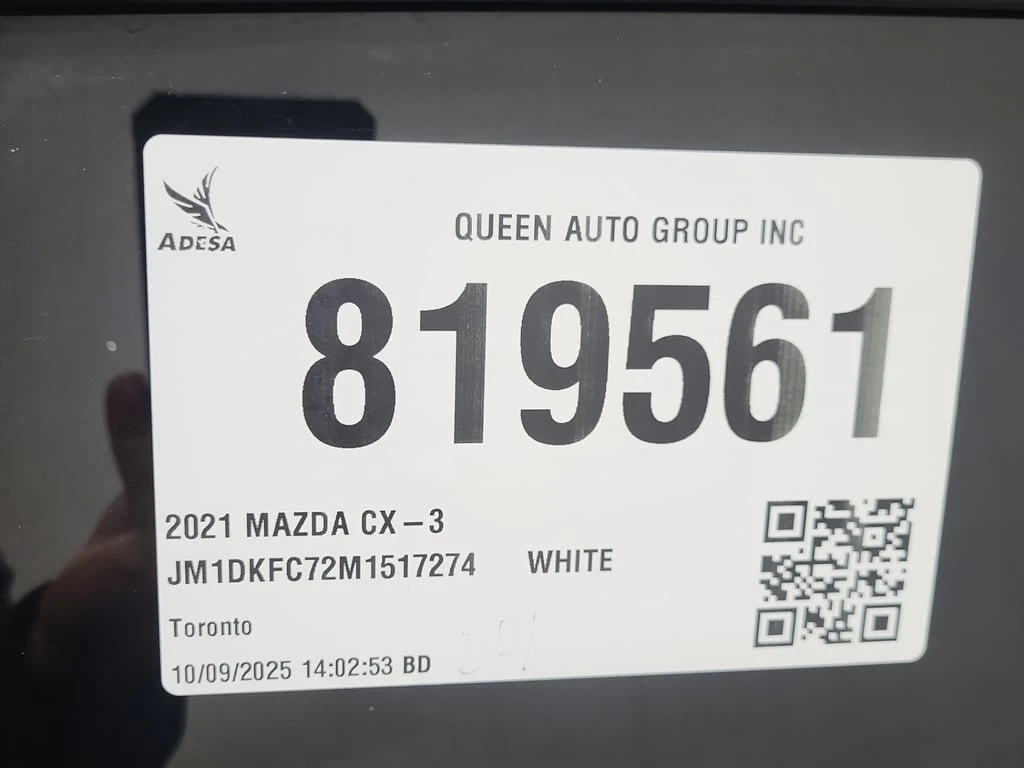 ADESA
QUEEN AUTO GROUP INC
819561
2021 MAZDA CX-3
JM1DKFC72M1517274 WHITE
Toronto
10/09/2025 14:02:53 BD